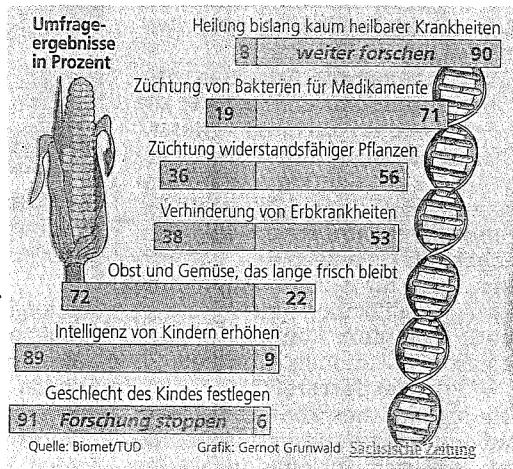 Umfrage-
ergebnisse
in Prozent
Heilung bislang kaum heilbarer Krankheiten
8 weiter forschen 90
Züchtung von Bakterien für Medikamente
19 71
Züchtung widerstandsfähiger Pflanzen
36 56
Verhinderung von Erbkrankheiten
38 53
Obst und Gemüse, das lange frisch bleibt
72 22
Intelligenz von Kindern erhöhen
89 9
Geschlecht des Kindes festlegen
91 Forschung stoppen 6
Quelle: Biomet/TUD Grafik: Gernot Grunwald Sächsische Zeitung